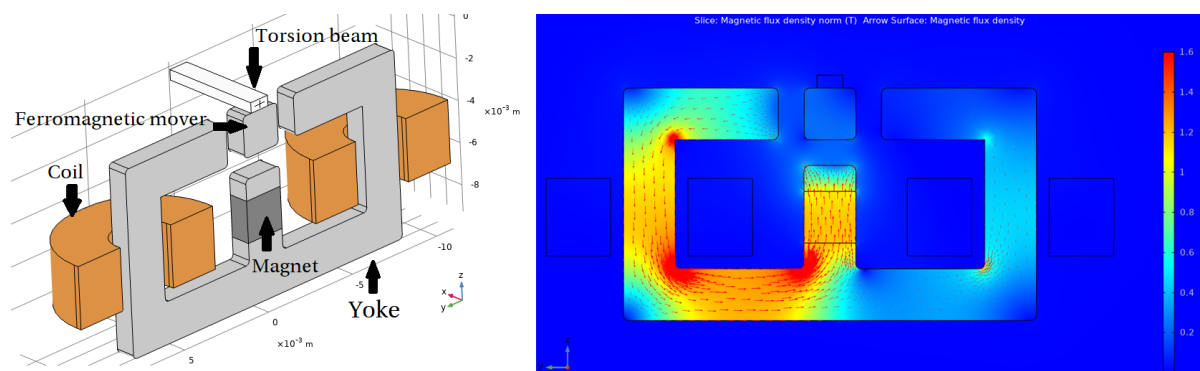 Torsion beam
Ferromagnetic mover
Coil
Magnet
Yoke
0
-2
-4
×10⁻³ m
-6
-8
-10
-5
0
×10⁻³ m
5
z
x
y
Slice: Magnetic flux density norm (T)  Arrow Surface: Magnetic flux density
1.6
1.4
1.2
1
0.8
0.6
0.4
0.2
z